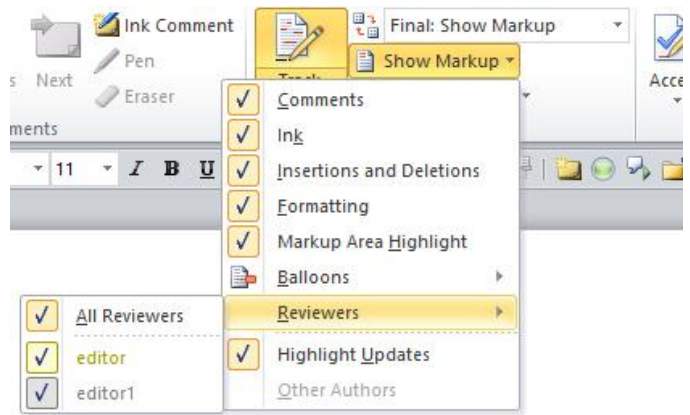 Ink Comment
Pen
Eraser
Next
ments
Final: Show Markup
Show Markup
Track
Acce
11 I B U
Comments
Ink
Insertions and Deletions
Formatting
Markup Area Highlight
Balloons
Reviewers
Highlight Updates
Other Authors
All Reviewers
editor
editor1